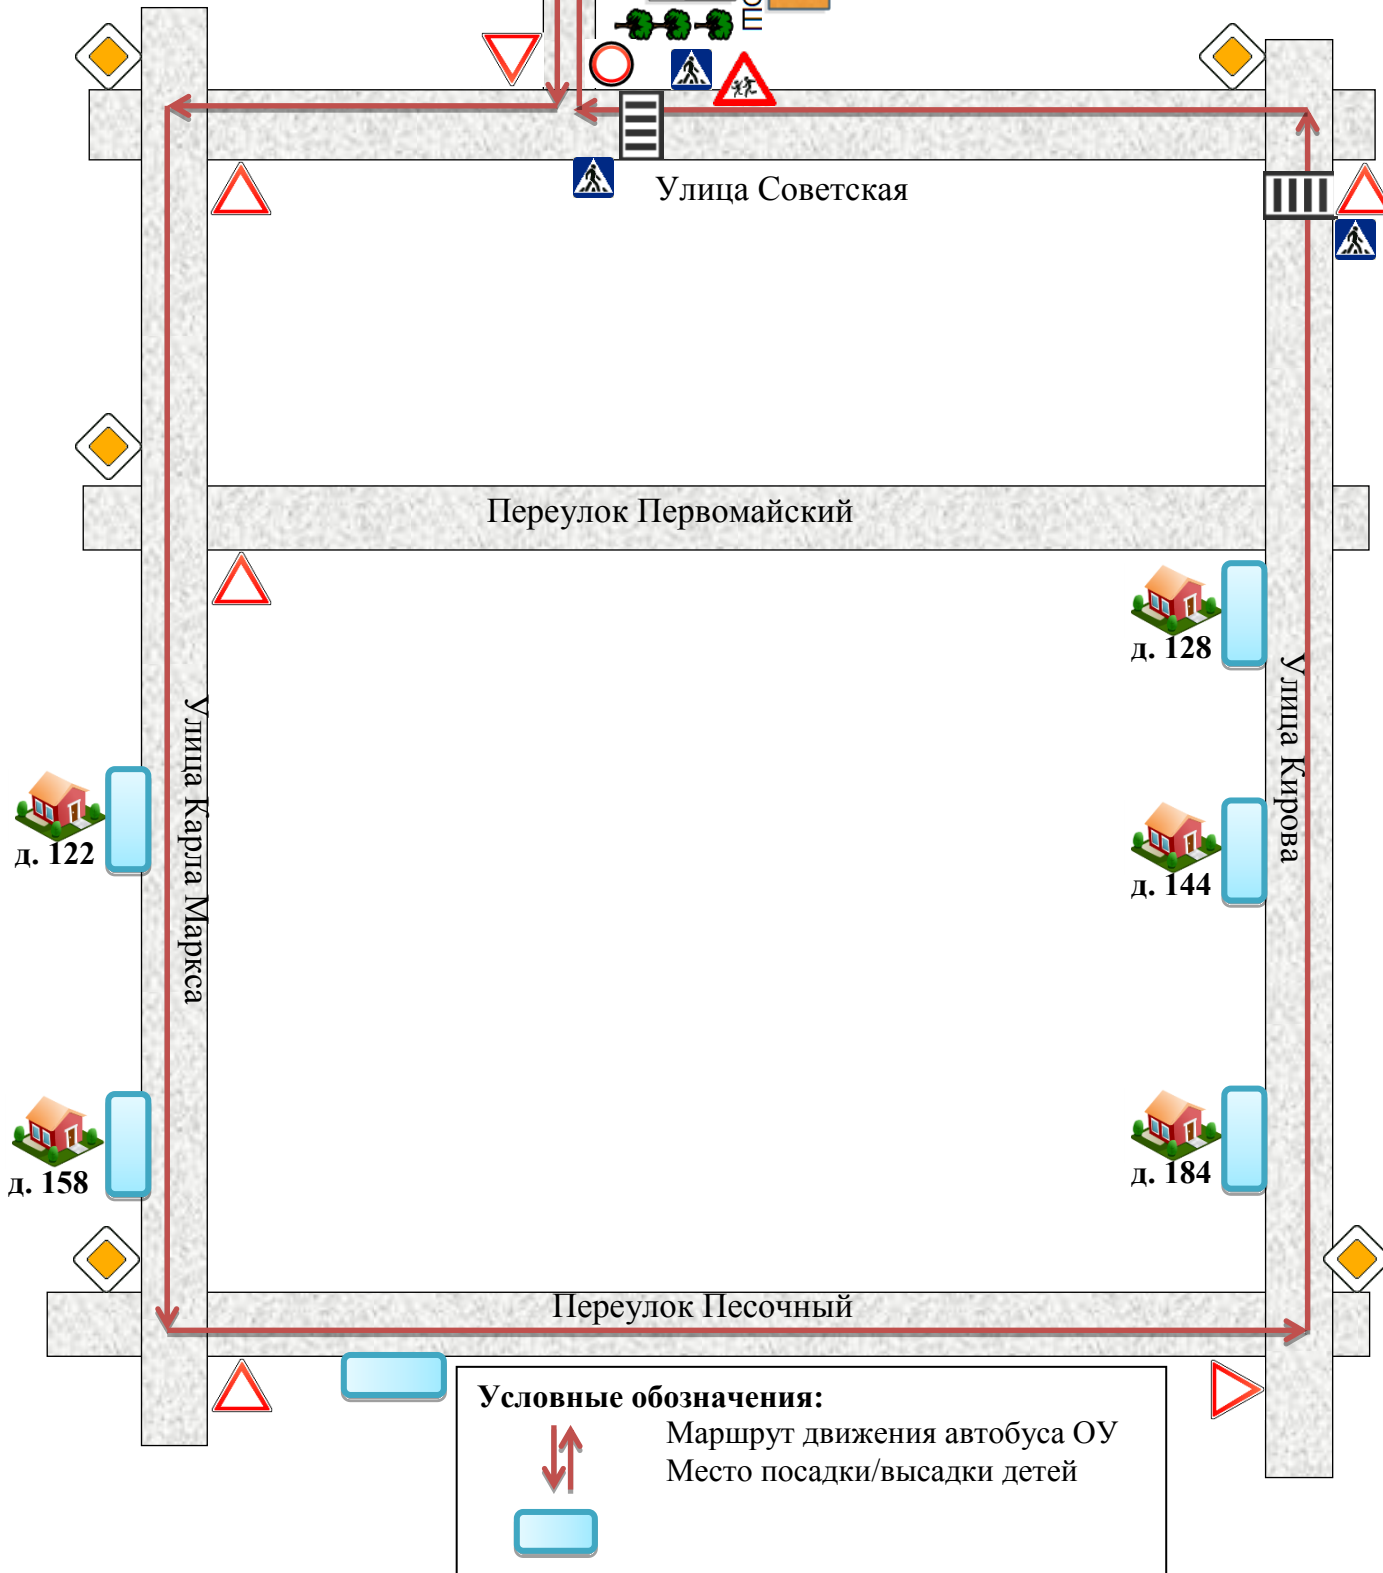 Улица Советская
Переулок Первомайский
д. 128
Улица Кирова
Улица Карла Маркса
д. 122
д. 144
д. 158
д. 184
Переулок Песочный
Условные обозначения:
Маршрут движения автобуса ОУ
Место посадки/высадки детей